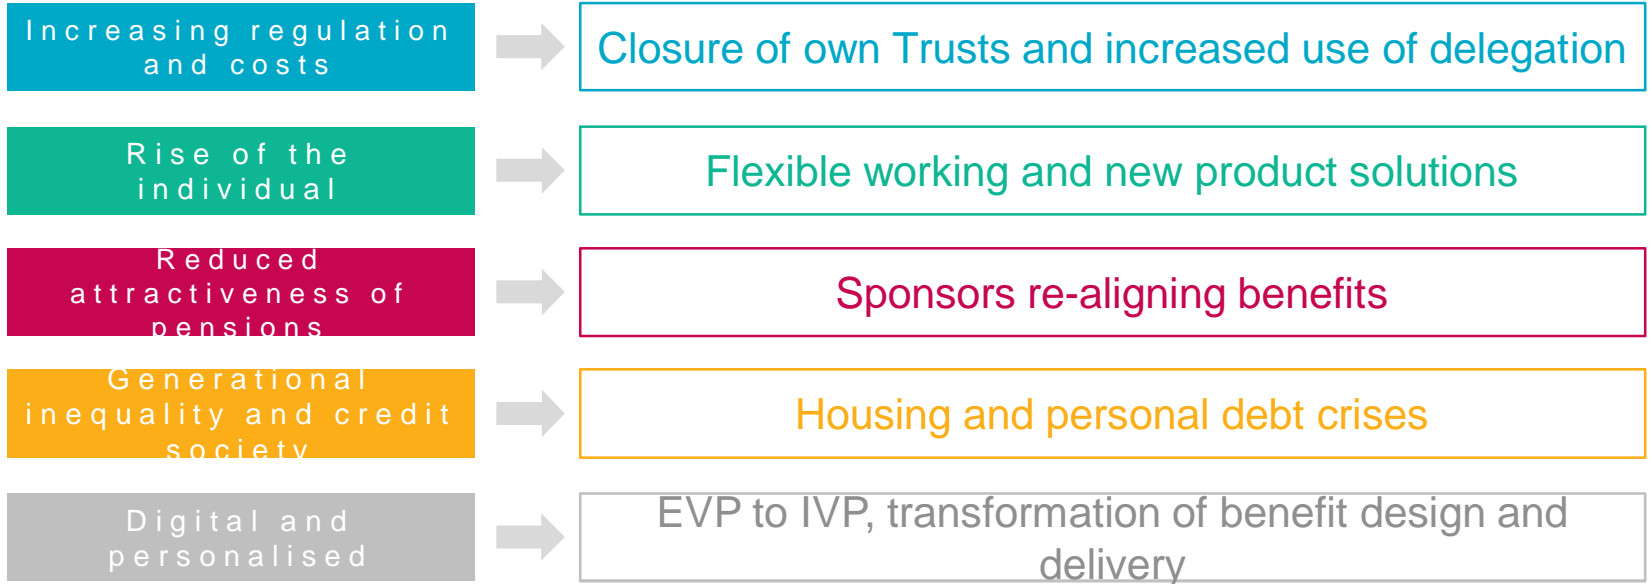 Increasing regulation
and costs
Closure of own Trusts and increased use of delegation
Rise of the
individual
Flexible working and new product solutions
Reduced
attractiveness of
pensions
Sponsors re-aligning benefits
Generational
inequality and credit
society
Housing and personal debt crises
Digital and
personalised
EVP to IVP, transformation of benefit design and
delivery